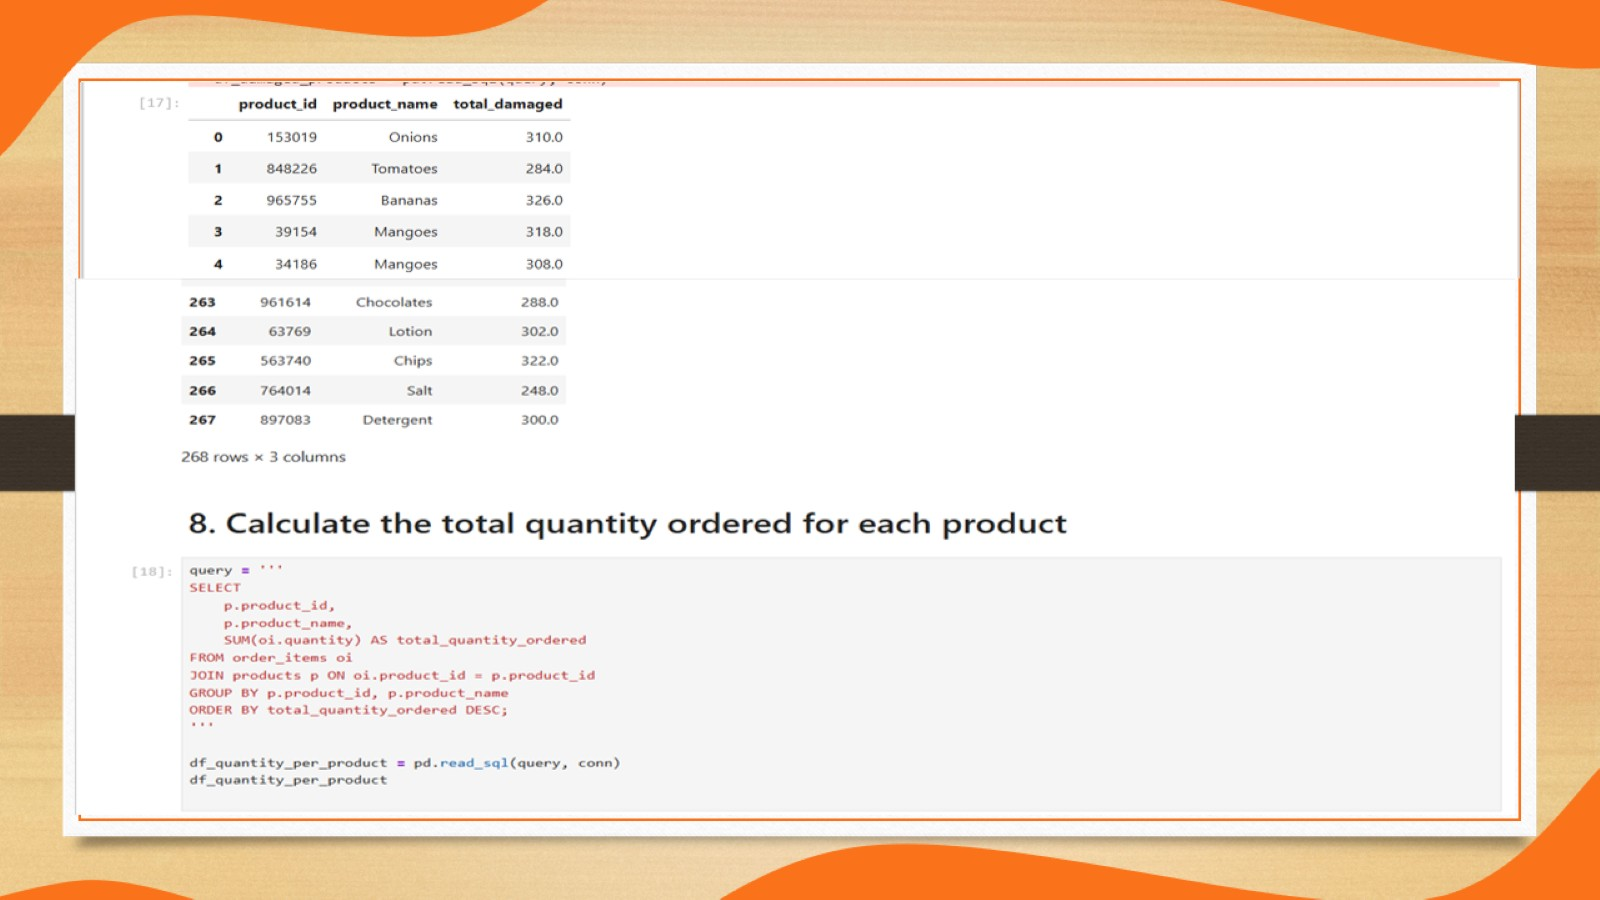 [17]:
product_id product_name total_damaged
0 153019 Onions 310.0
1 848226 Tomatoes 284.0
2 965755 Bananas 326.0
3 39154 Mangoes 318.0
4 34186 Mangoes 308.0
263 961614 Chocolates 288.0
264 63769 Lotion 302.0
265 563740 Chips 322.0
266 764014 Salt 248.0
267 897083 Detergent 300.0
268 rows × 3 columns
8. Calculate the total quantity ordered for each product
[18]:
query = '''
SELECT
    p.product_id,
    p.product_name,
    SUM(oi.quantity) AS total_quantity_ordered
FROM order_items oi
JOIN products p ON oi.product_id = p.product_id
GROUP BY p.product_id, p.product_name
ORDER BY total_quantity_ordered DESC;
'''
df_quantity_per_product = pd.read_sql(query, conn)
df_quantity_per_product